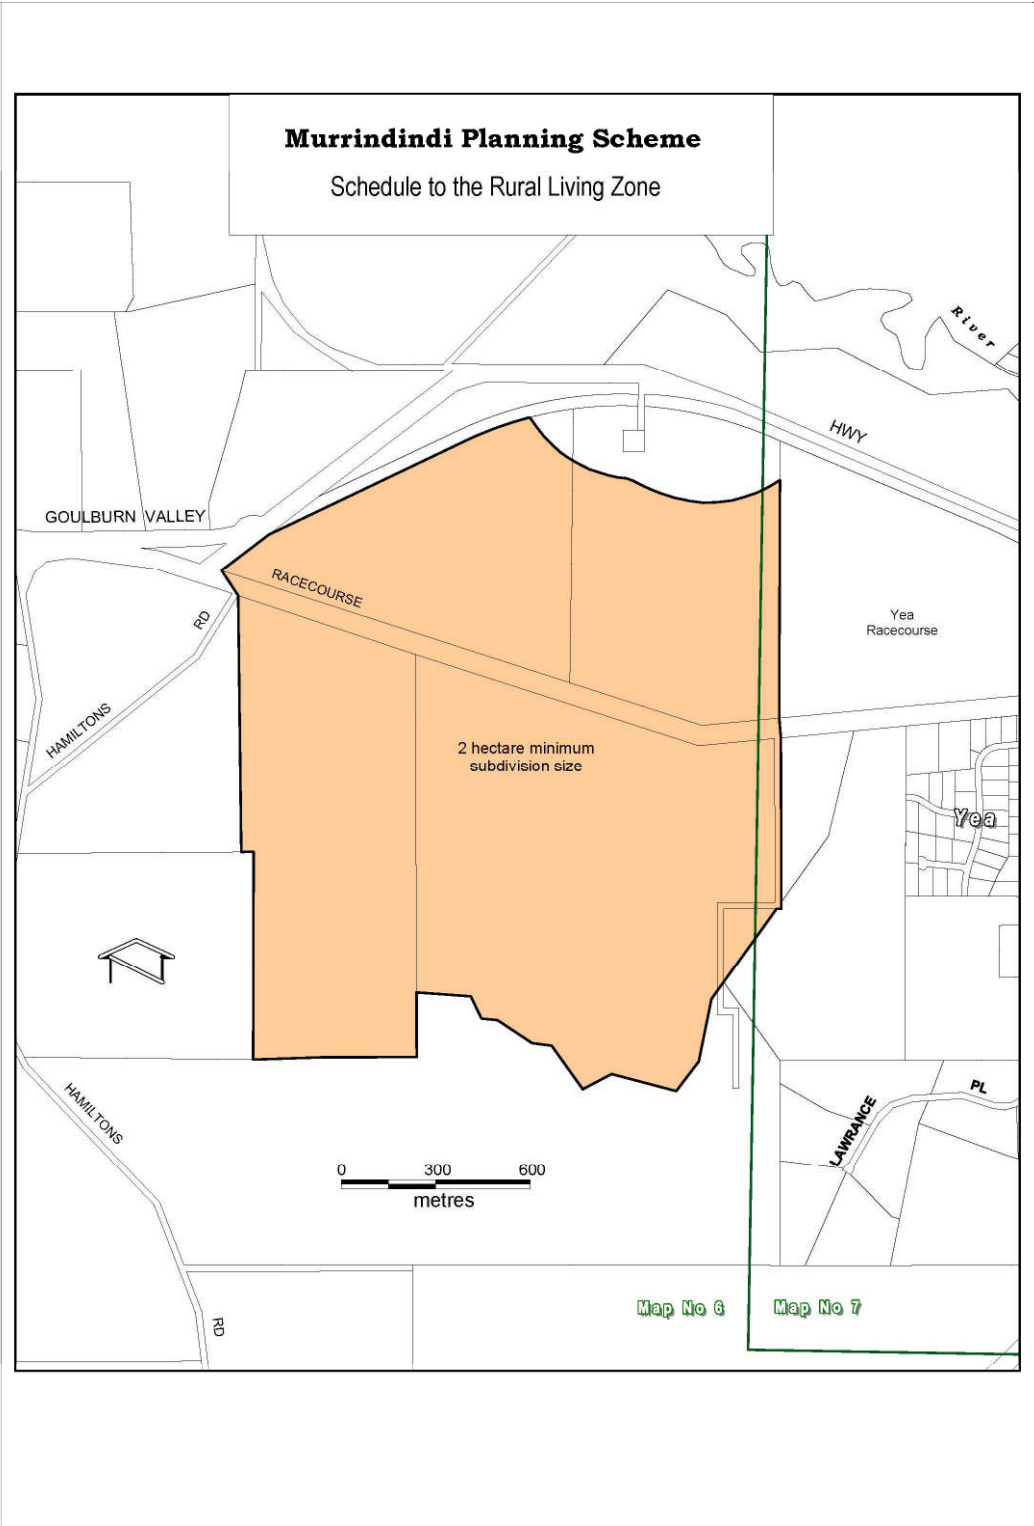 Murrindindi Planning Scheme
Schedule to the Rural Living Zone
River
HWY
GOULBURN VALLEY
RACECOURSE
RD
Yea
Racecourse
HAMILTONS
2 hectare minimum
subdivision size
Yea
HAMILTONS
PL
LAWRANCE
0 300 600
metres
Map No 6 Map No 7
RD